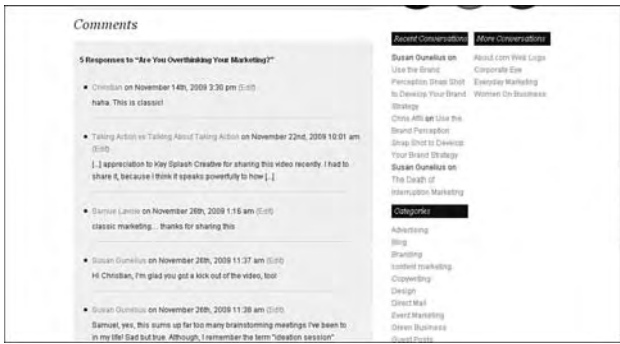 Comments
5 Responses to “Are You Overthinking Your Marketing?”
Christian on November 14th, 2009 3:30 pm (Edit)
haha. This is classic!
Taking Action vs Talking About Taking Action on November 22nd, 2009 10:01 am
(Edit)
[...] appreciation to Kay Splash Creative for sharing this video recently. I had to
share it, because I think it speaks powerfully to how [...]
Samue Lavoie on November 26th, 2009 1:16 am (Edit)
classic marketing… thanks for sharing this
Susan Gunelius on November 26th, 2009 11:37 am (Edit)
Hi Christian, I'm glad you got a kick out of the video, too!
Susan Gunelius on November 26th, 2009 11:38 am (Edit)
Samuel, yes, this sums up far too many brainstorming meetings I've been to
in my life! Sad but true. Although, I remember the term "ideation session"
Recent Conversations
Susan Gunelius on
Use the Brand
Perception Snap Shot
to Develop Your Brand
Strategy
Chris Affli on Use the
Brand Perception
Snap Shot to Develop
Your Brand Strategy
Susan Gunelius on
The Death of
Interruption Marketing
More Conversations
About.com Web Logs
Corporate Eye
Everyday Marketing
Women On Business
Categories
Advertising
Blog
Branding
content marketing
Copywriting
Design
Direct Mail
Event Marketing
Green Business
Guest Posts